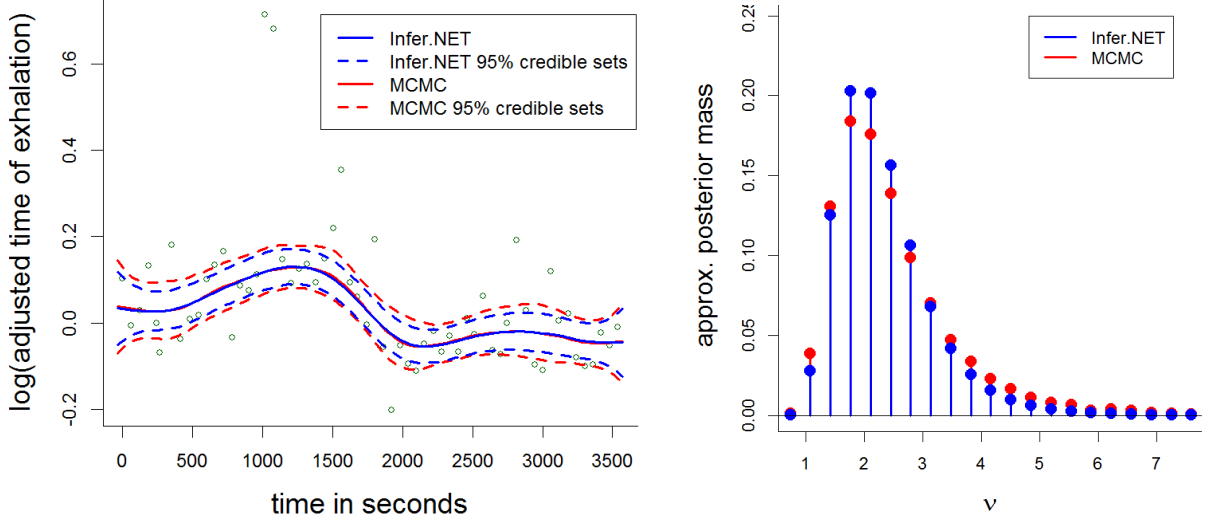 log(adjusted time of exhalation)
0.6
0.4
0.2
0.0
-0.2
Infer.NET
Infer.NET 95% credible sets
MCMC
MCMC 95% credible sets
0 500 1000 1500 2000 2500 3000 3500
time in seconds
approx. posterior mass
0.25
0.20
0.15
0.10
0.05
0.00
Infer.NET
MCMC
1 2 3 4 5 6 7
ν